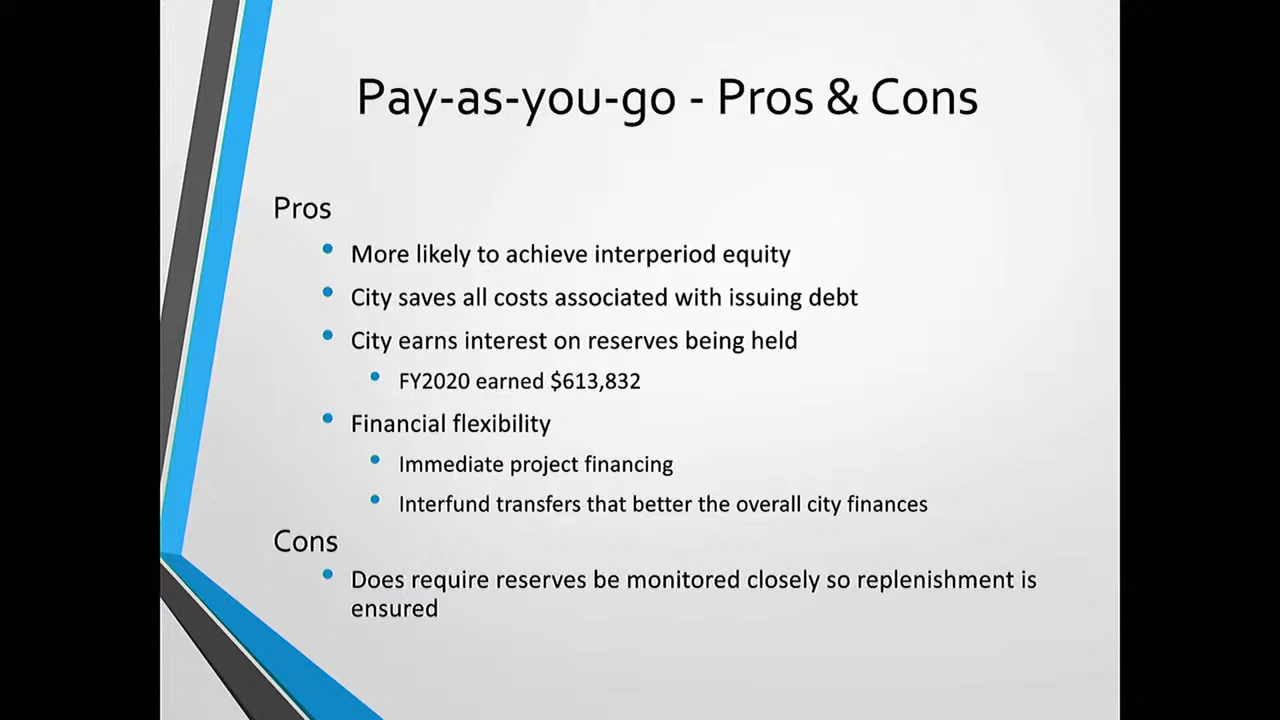 Pay-as-you-go - Pros & Cons
Pros
More likely to achieve interperiod equity
City saves all costs associated with issuing debt
City earns interest on reserves being held
FY2020 earned $613,832
Financial flexibility
Immediate project financing
Interfund transfers that better the overall city finances
Cons
Does require reserves be monitored closely so replenishment is
ensured